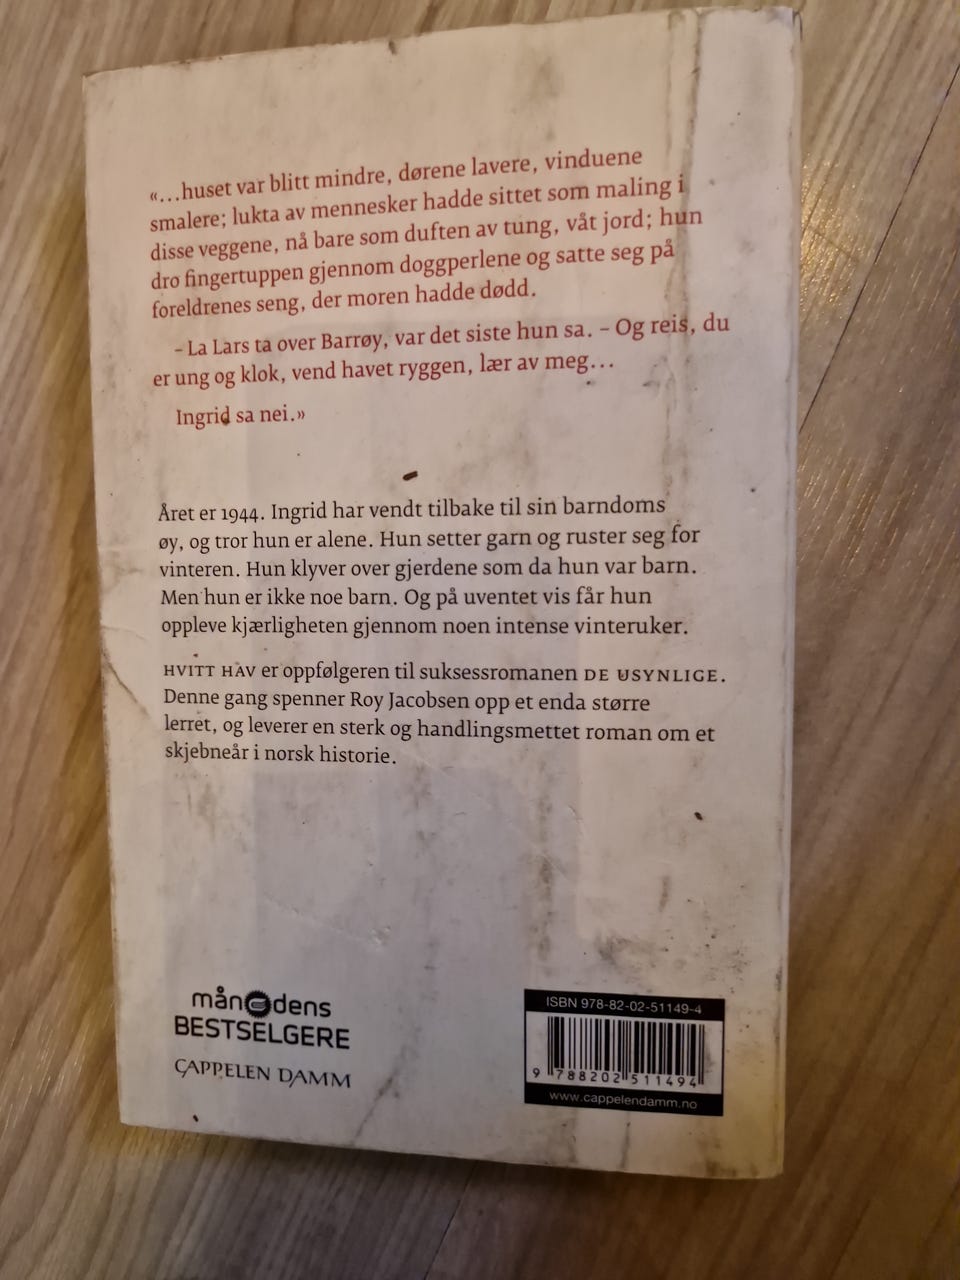 «…huset var blitt mindre, dørene lavere, vinduene
smalere; lukta av mennesker hadde sittet som maling i
disse veggene, nå bare som duften av tung, våt jord; hun
dro fingertuppen gjennom doggperlene og satte seg på
foreldrenes seng, der moren hadde dødd.
– La Lars ta over Barrøy, var det siste hun sa. – Og reis, du
er ung og klok, vend havet ryggen, lær av meg…
Ingrid sa nei.»
Året er 1944. Ingrid har vendt tilbake til sin barndoms
øy, og tror hun er alene. Hun setter garn og ruster seg for
vinteren. Hun klyver over gjerdene som da hun var barn.
Men hun er ikke noe barn. Og på uventet vis får hun
oppleve kjærligheten gjennom noen intense vinteruker.
HVITT HAV er oppfølgeren til suksessromanen DE USYNLIGE.
Denne gang spenner Roy Jacobsen opp et enda større
lerret, og leverer en sterk og handlingsmettet roman om et
skjebneår i norsk historie.
månedens
BESTSELGERE
CAPPELEN DAMM
ISBN 978-82-02-51149-4
9 788202 511494
www.cappelendamm.no